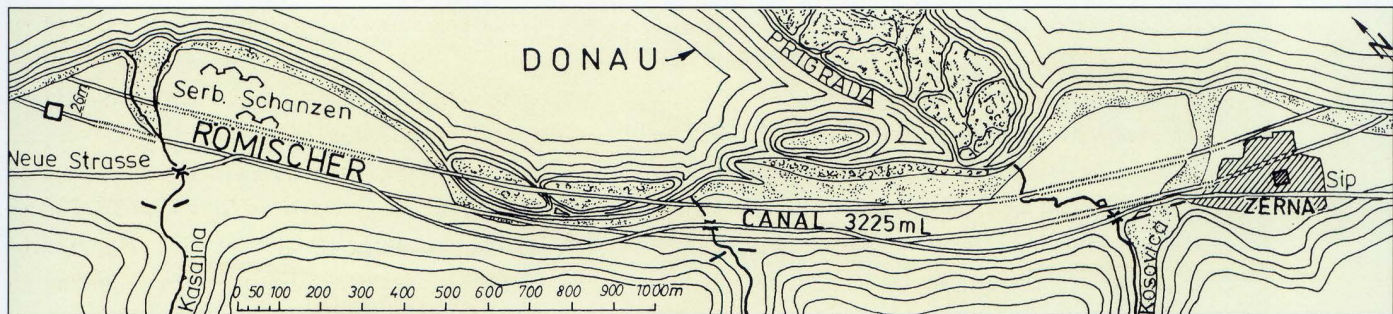 DONAU
PRIGRADA
N
26m
Serb. Schanzen
RÖMISCHER
Neue Strasse
CANAL 3225mL
Sip
ZERNA
Kasajna
Kosovica
0 50 100 200 300 400 500 600 700 800 900 1000m